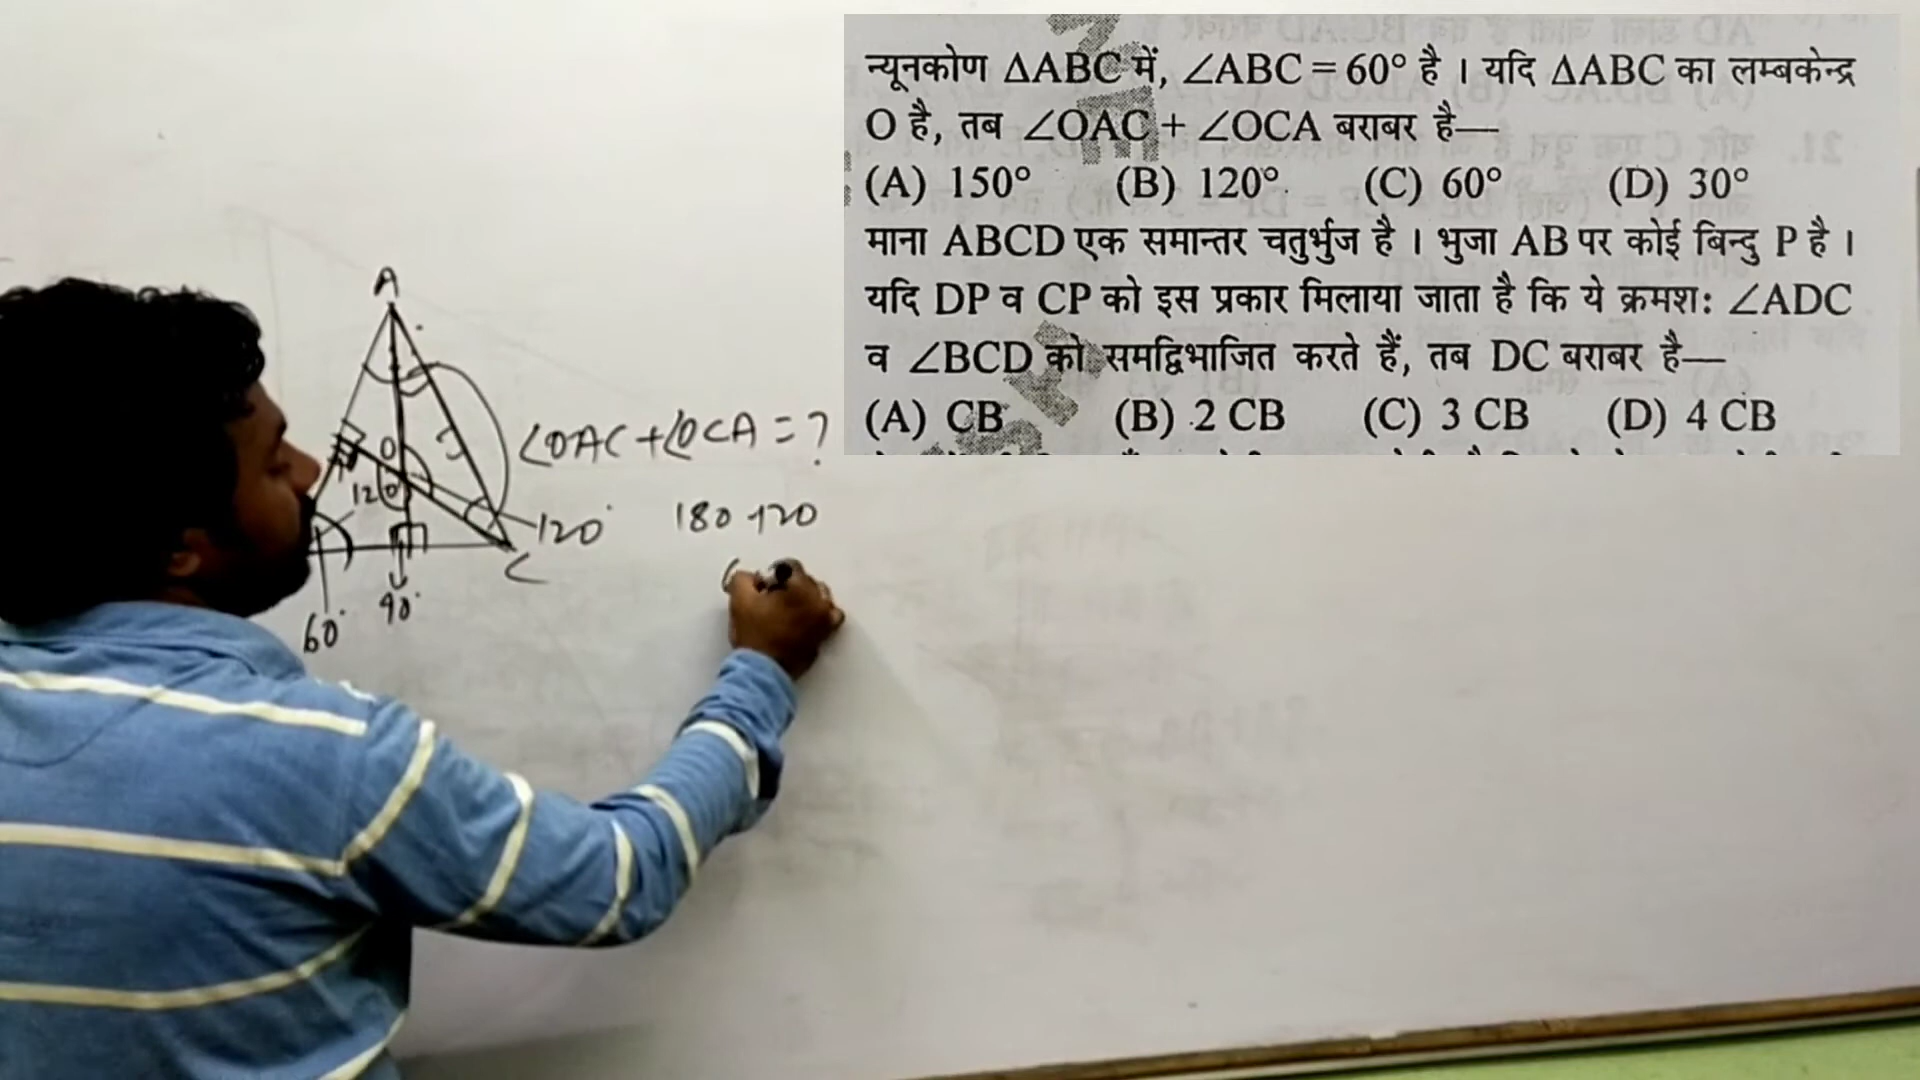 न्यूनकोण ΔABC में, ∠ABC = 60° है । यदि ΔABC का लम्बकेन्द्र
O है, तब ∠OAC + ∠OCA बराबर है—
(A) 150° (B) 120° (C) 60° (D) 30°
माना ABCD एक समान्तर चतुर्भुज है । भुजा AB पर कोई बिन्दु P है ।
यदि DP व CP को इस प्रकार मिलाया जाता है कि ये क्रमश: ∠ADC
व ∠BCD को समद्विभाजित करते हैं, तब DC बराबर है—
(A) CB (B) 2 CB (C) 3 CB (D) 4 CB
A
∠OAC + ∠OCA = ?
O
120
120°
180-120
C
90°
60°